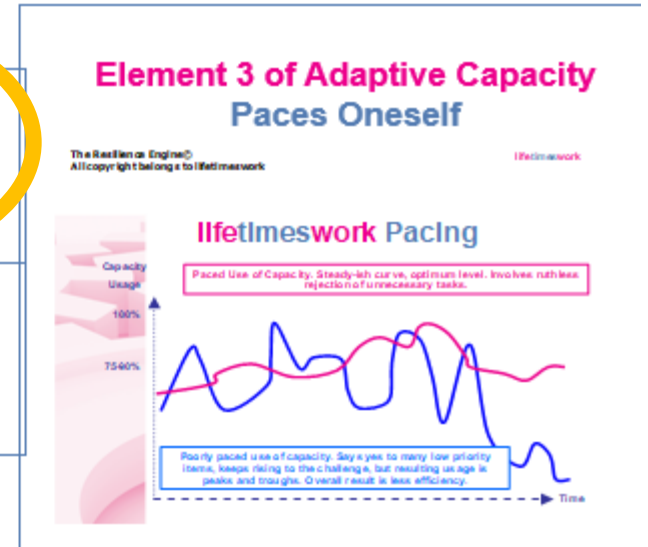 Element 3 of Adaptive Capacity
Paces Oneself
The Resilience Engine©
All copyright belongs to lifetimeswork
lifetimeswork
lifetimeswork Pacing
Capacity
Usage
Paced Use of Capacity. Steady-ish curve, optimum level. Involves ruthless
rejection of unnecessary tasks.
100%
75-80%
Poorly paced use of capacity. Says yes to many low priority
items, keeps rising to the challenge, but resulting usage is
peaks and troughs. Overall result is less efficiency.
Time